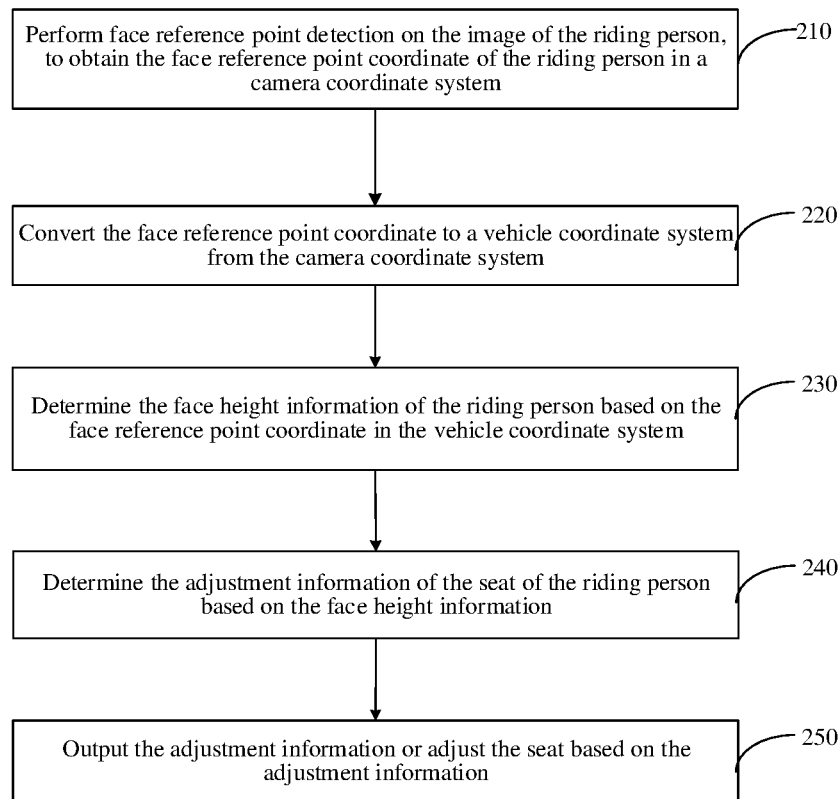 Perform face reference point detection on the image of the riding person,
to obtain the face reference point coordinate of the riding person in a
camera coordinate system
210
Convert the face reference point coordinate to a vehicle coordinate system
from the camera coordinate system
220
Determine the face height information of the riding person based on the
face reference point coordinate in the vehicle coordinate system
230
Determine the adjustment information of the seat of the riding person
based on the face height information
240
Output the adjustment information or adjust the seat based on the
adjustment information
250